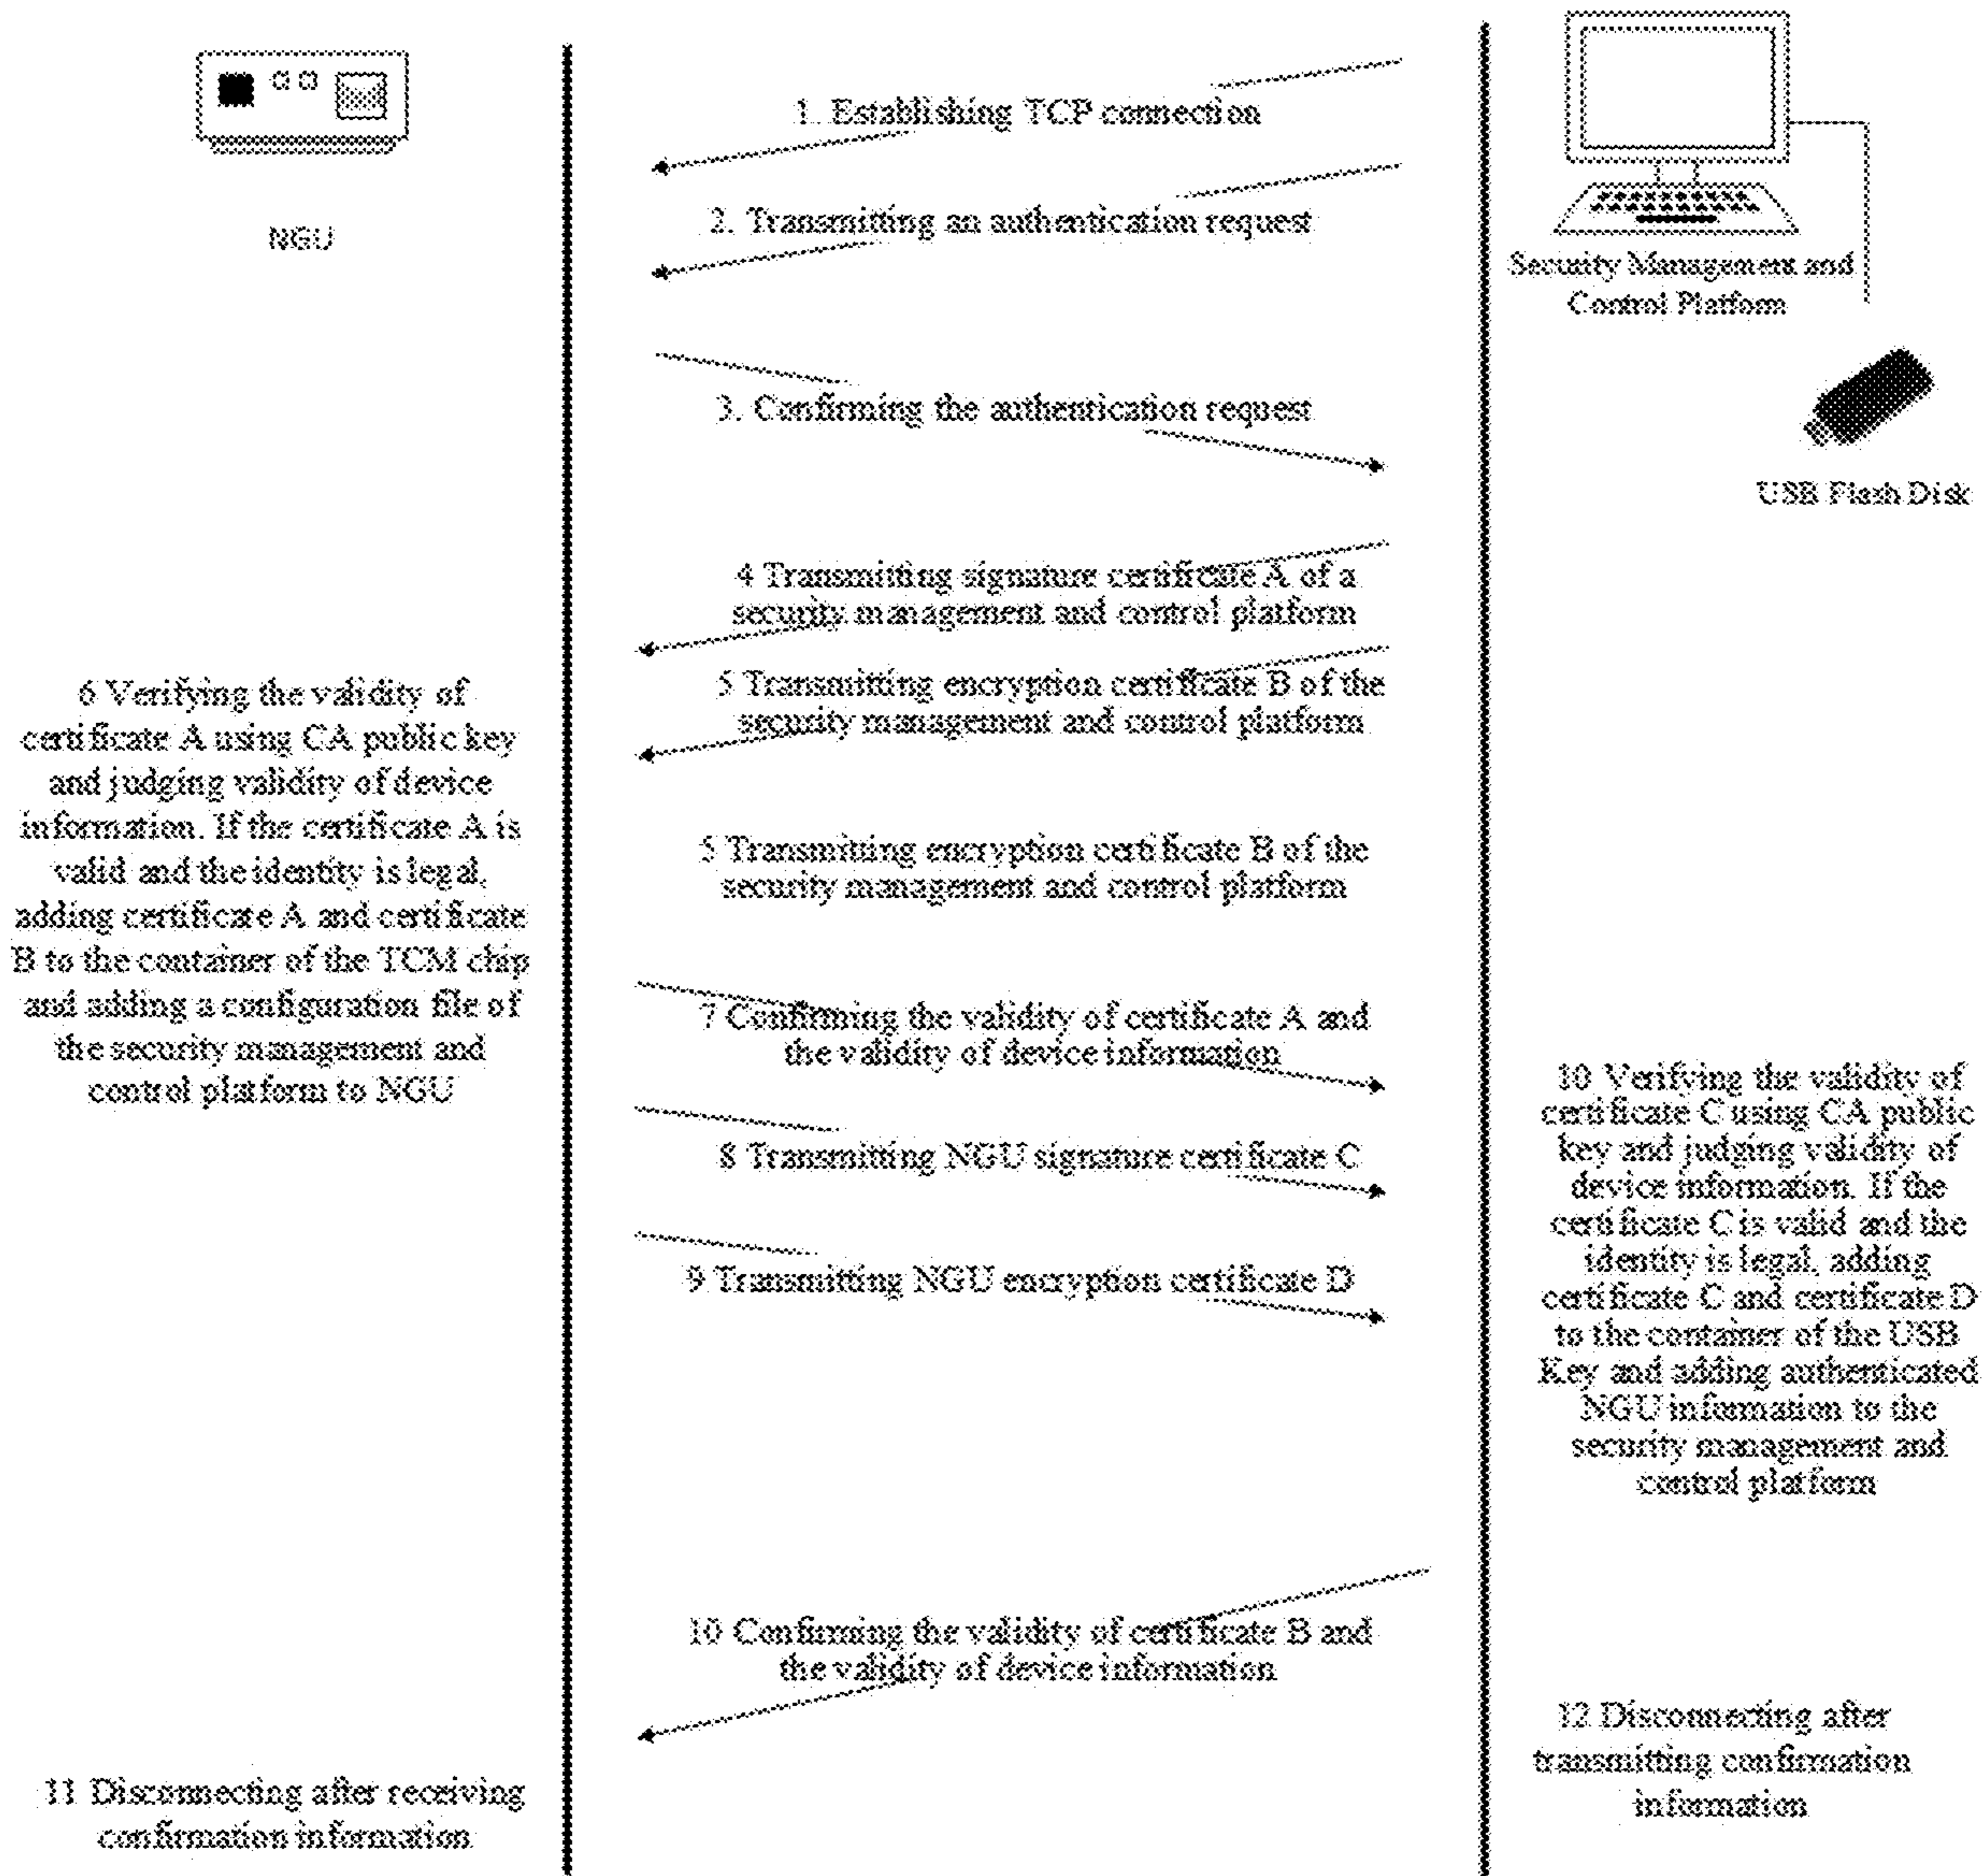 1. Establishing TCP connection
2. Transmitting an authentication request
NGU
Security Management and
Control Platform
3. Confirming the authentication request
USB Flash Disk
4 Transmitting signature certificate A of a
security management and control platform
5 Transmitting encryption certificate B of the
security management and control platform
6 Verifying the validity of
certificate A using CA public key
and judging validity of device
information. If the certificate A is
valid and the identity is legal,
adding certificate A and certificate
B to the container of the TCM chip
and adding a configuration file of
the security management and
control platform to NGU
5 Transmitting encryption certificate B of the
security management and control platform
7 Confirming the validity of certificate A and
the validity of device information
8 Transmitting NGU signature certificate C
9 Transmitting NGU encryption certificate D
10 Verifying the validity of
certificate C using CA public
key and judging validity of
device information. If the
certificate C is valid and the
identity is legal, adding
certificate C and certificate D
to the container of the USB
Key and adding authenticated
NGU information to the
security management and
control platform
10 Confirming the validity of certificate B and
the validity of device information
12 Disconnecting after
transmitting confirmation
information
11 Disconnecting after receiving
confirmation information